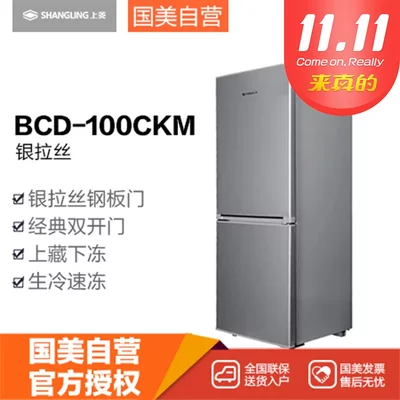 SHANGLING 上菱
国美自营
11.11
Come on, Really
来真的
BCD-100CKM
银拉丝
银拉丝钢板门
经典双开门
上藏下冻
生冷速冻
国美自营
官方授权
全国联保
送货入户
国美发票
售后无忧